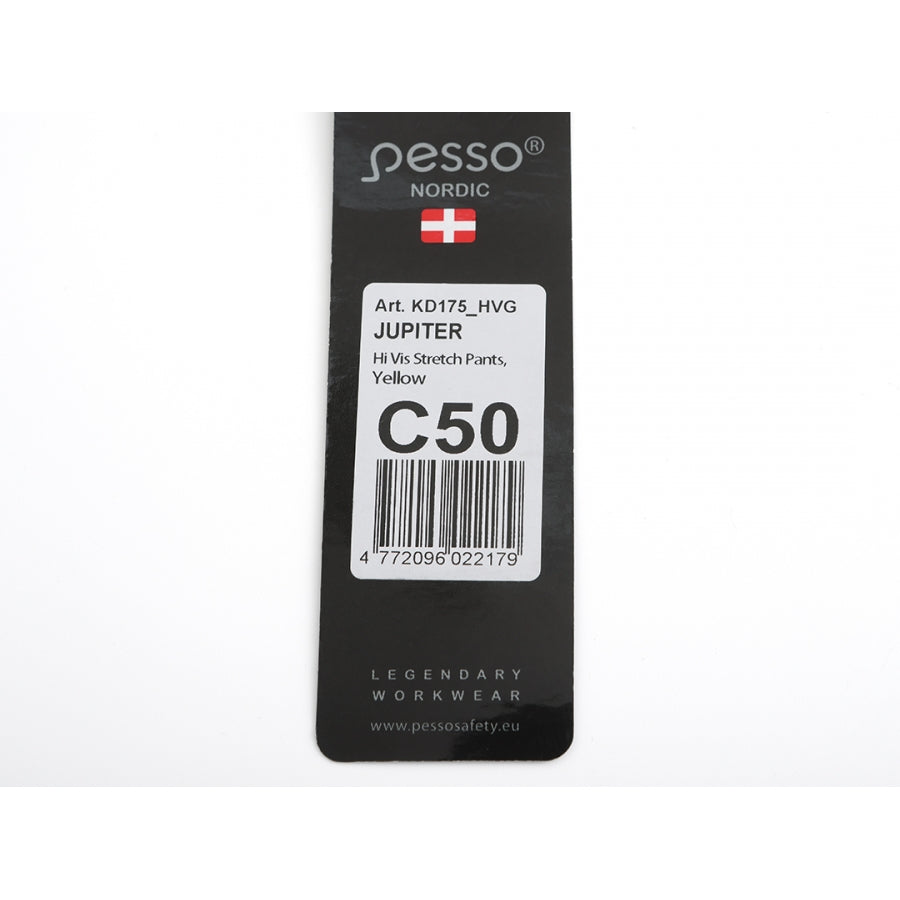 pesso®
NORDIC
Art. KD175_HVG
JUPITER
Hi Vis Stretch Pants,
Yellow
C50
4 772096 022179
LEGENDARY
WORKWEAR
www.pessosafety.eu